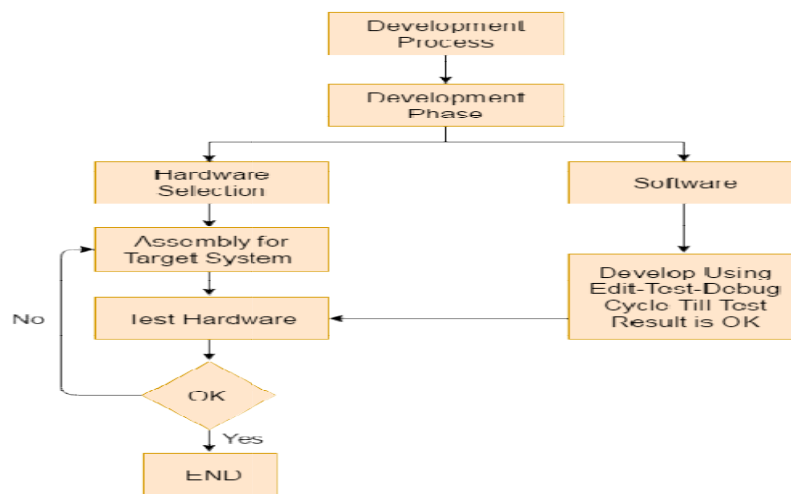 Development
Process
Development
Phase
Hardware
Selection
Software
Assembly for
Target System
Develop Using
Edit-Test-Debug
Cycle Till Test
Result is OK
No
Test Hardware
OK
Yes
END